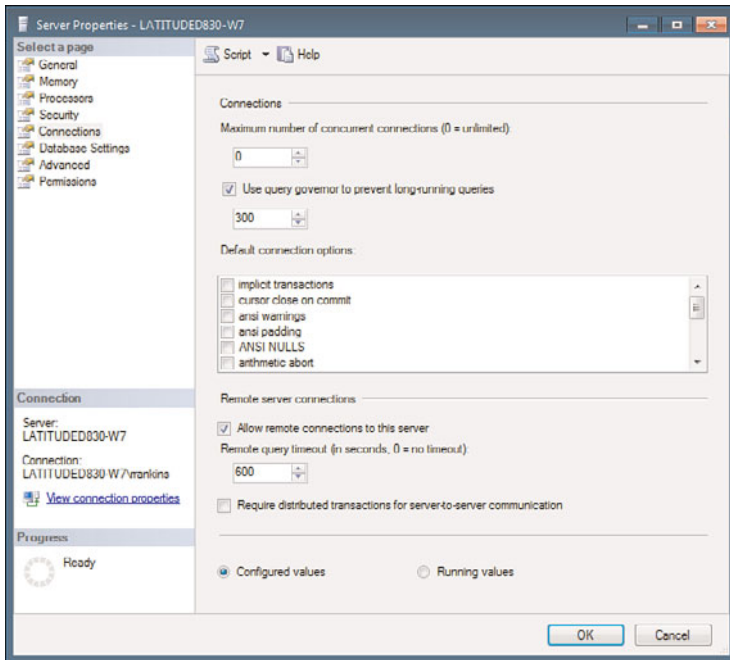 Server Properties - LATITUDED830-W7
Select a page
General
Memory
Processors
Security
Connections
Database Settings
Advanced
Permissions
Script
Help
Connections
Maximum number of concurrent connections (0 = unlimited)
0
Use query governor to prevent long-running queries
300
Default connection options:
implicit transactions
cursor close on commit
ansi warnings
ansi padding
ANSI NULLS
arithmetic abort
Remote server connections
Allow remote connections to this server
Remote query timeout (in seconds, 0 = no timeout):
600
Require distributed transactions for server-to-server communication
Configured values
Running values
Connection
Server:
LATITUDED830-W7
Connection:
LATITUDED830-W7\rrankins
View connection properties
Progress
Ready
OK
Cancel